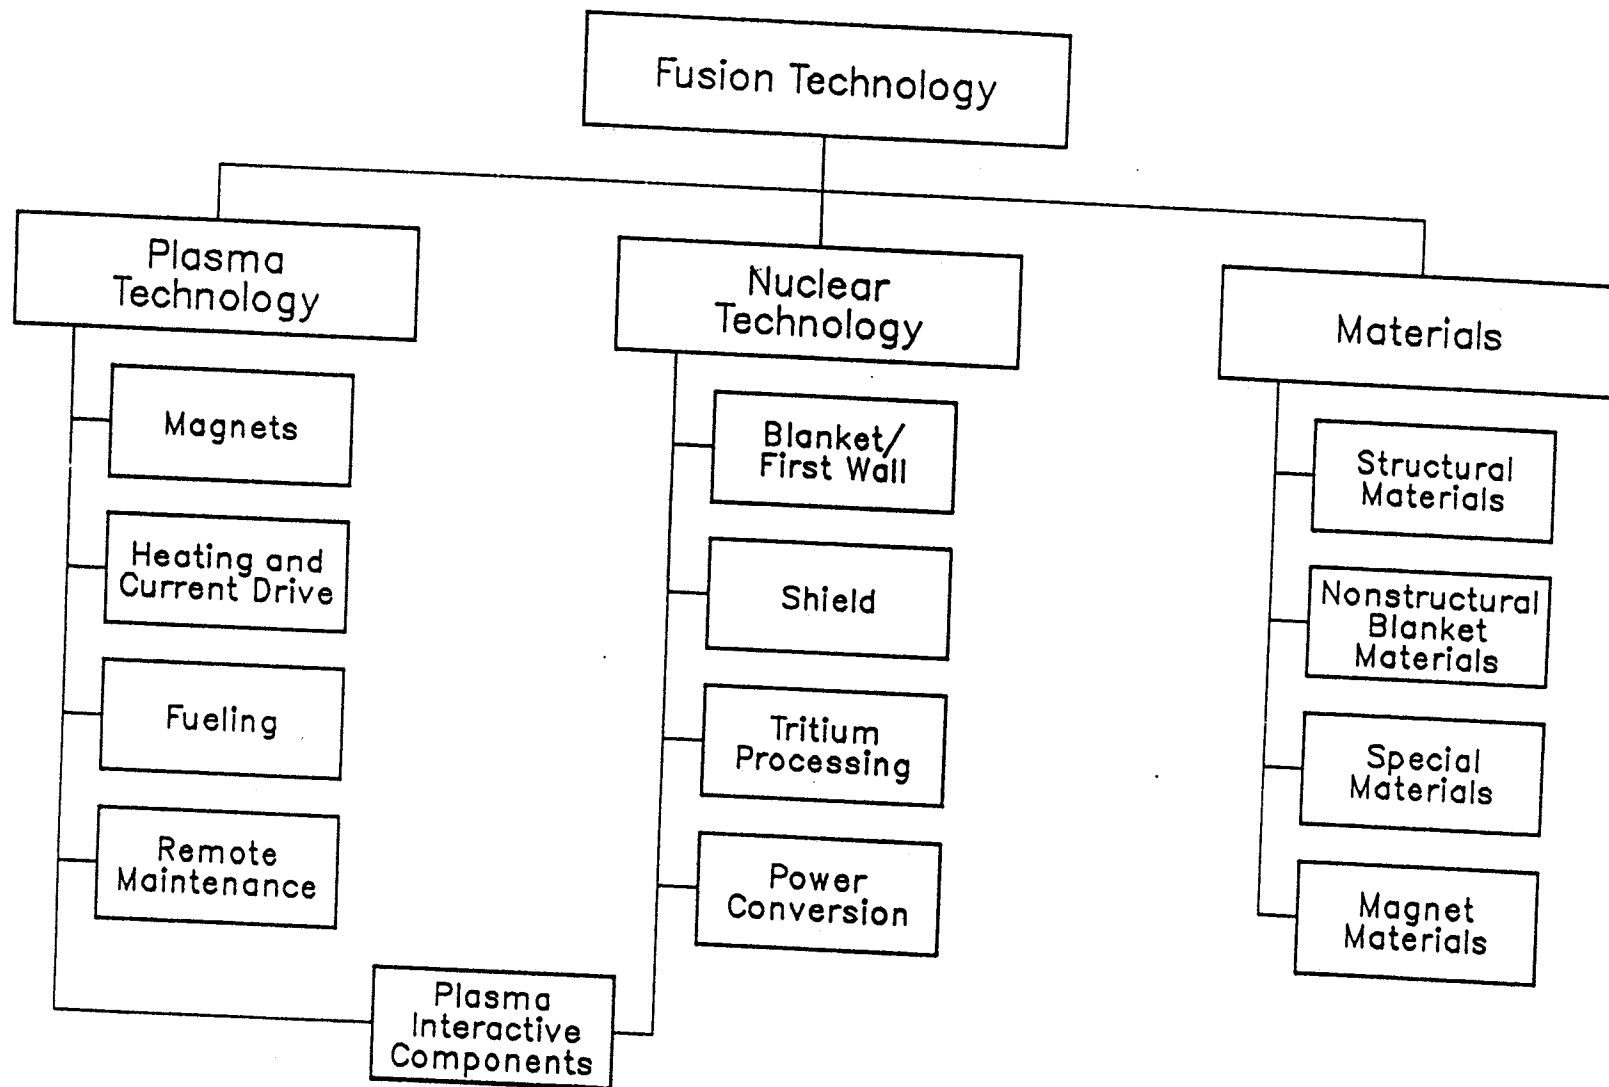 Fusion Technology
Plasma
Technology
Magnets
Heating and
Current Drive
Fueling
Remote
Maintenance
Nuclear
Technology
Blanket/
First Wall
Shield
Tritium
Processing
Power
Conversion
Plasma
Interactive
Components
Materials
Structural
Materials
Nonstructural
Blanket
Materials
Special
Materials
Magnet
Materials